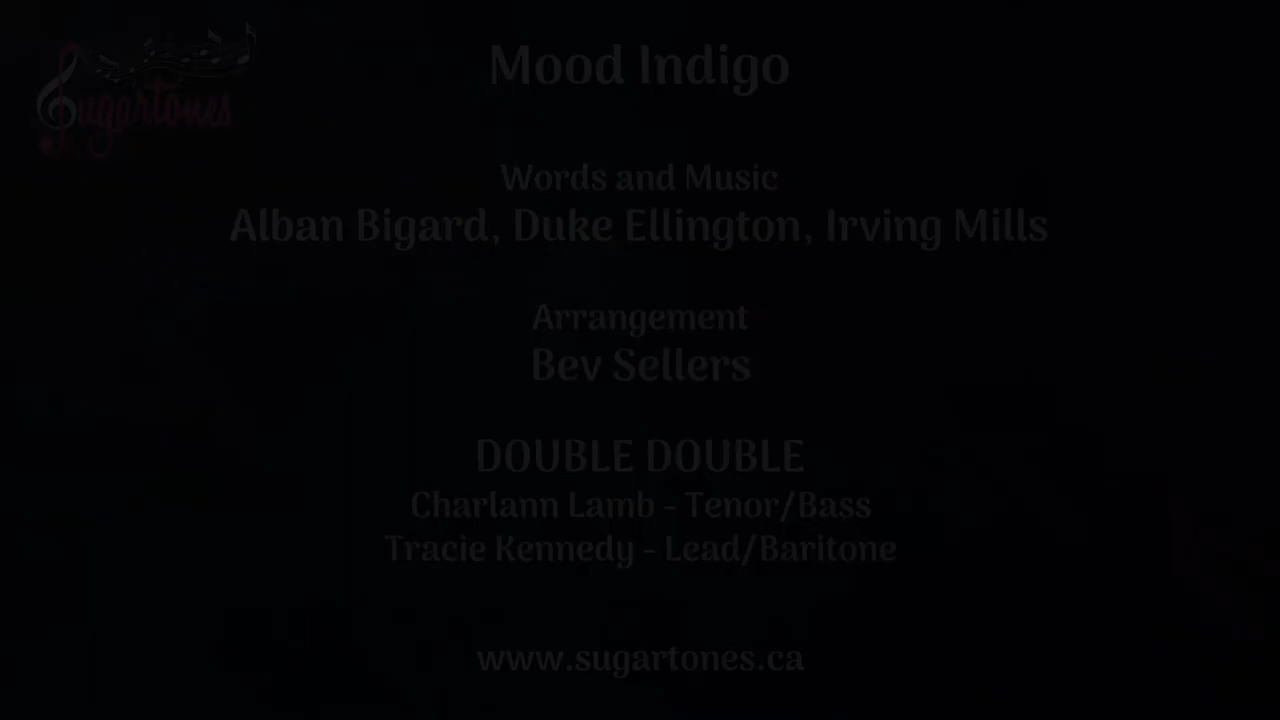 Sugartones
Mood Indigo
Words and Music
Alban Bigard, Duke Ellington, Irving Mills
Arrangement
Bev Sellers
DOUBLE DOUBLE
Charlann Lamb - Tenor/Bass
Tracie Kennedy - Lead/Baritone
www.sugartones.ca